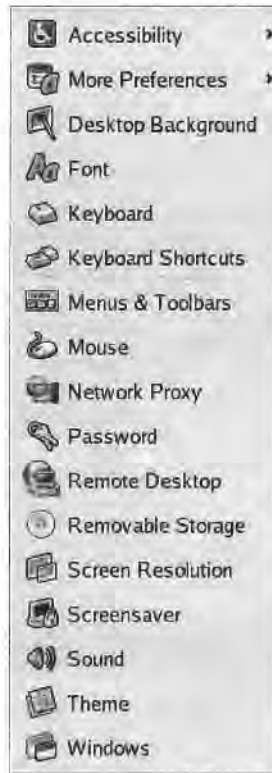 Accessibility
More Preferences
Desktop Background
Font
Keyboard
Keyboard Shortcuts
Menus & Toolbars
Mouse
Network Proxy
Password
Remote Desktop
Removable Storage
Screen Resolution
Screensaver
Sound
Theme
Windows